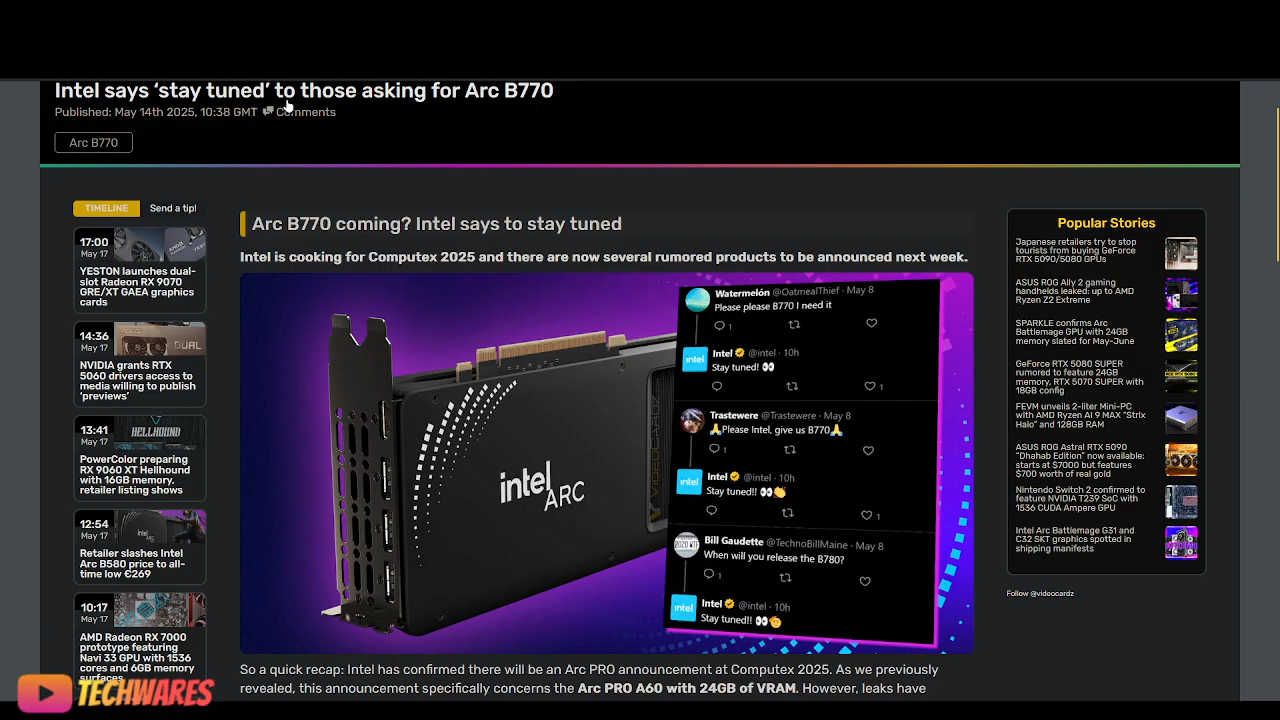 Intel says ‘stay tuned’ to those asking for Arc B770
Published: May 14th 2025, 10:38 GMT Comments
Arc B770
TIMELINE Send a tip!
17:00
May 17
YESTON launches dual-
slot Radeon RX 9070
GRE/XT GAEA graphics
cards
14:36
May 17
DUAL
NVIDIA grants RTX
5060 drivers access to
media willing to publish
‘previews’
13:41
May 17
HELLHOUND
PowerColor preparing
RX 9060 XT Hellhound
with 16GB memory,
retailer listing shows
12:54
May 17
Retailer slashes Intel
Arc B580 price to all-
time low €269
10:17
May 17
AMD Radeon RX 7000
prototype featuring
Navi 33 GPU with 1536
cores and 6GB memory
surfaces
Arc B770 coming? Intel says to stay tuned
Intel is cooking for Computex 2025 and there are now several rumored products to be announced next week.
intel
ARC
VIDEOCARDZ
Watermelón @OatmealThief · May 8
Please please B770 I need it
1
Intel @intel · 10h
intel
Stay tuned! 👀
1
Trastewere @Trastewere · May 8
🙏Please Intel, give us B770🙏
1
Intel @intel · 10h
intel
Stay tuned!! 👀👏
1
Bill Gaudette @TechnoBillMaine · May 8
When will you release the B780?
1
Intel @intel · 10h
intel
Stay tuned!! 👀🫡
So a quick recap: Intel has confirmed there will be an Arc PRO announcement at Computex 2025. As we previously
revealed, this announcement specifically concerns the Arc PRO A60 with 24GB of VRAM. However, leaks have
Popular Stories
Japanese retailers try to stop
tourists from buying GeForce
RTX 5090/5080 GPUs
ASUS ROG Ally 2 gaming
handhelds leaked: up to AMD
Ryzen Z2 Extreme
SPARKLE confirms Arc
Battlemage GPU with 24GB
memory slated for May-June
GeForce RTX 5080 SUPER
rumored to feature 24GB
memory, RTX 5070 SUPER with
18GB config
FEVM unveils 2-liter Mini-PC
with AMD Ryzen AI 9 MAX "Strix
Halo" and 128GB RAM
ASUS ROG Astral RTX 5090
"Dhahab Edition" now available:
starts at $7000 but features
$700 worth of real gold
Nintendo Switch 2 confirmed to
feature NVIDIA T239 SoC with
1536 CUDA Ampere GPU
Intel Arc Battlemage G31 and
C32 SKT graphics spotted in
shipping manifests
Follow @videocardz
TECHWARES